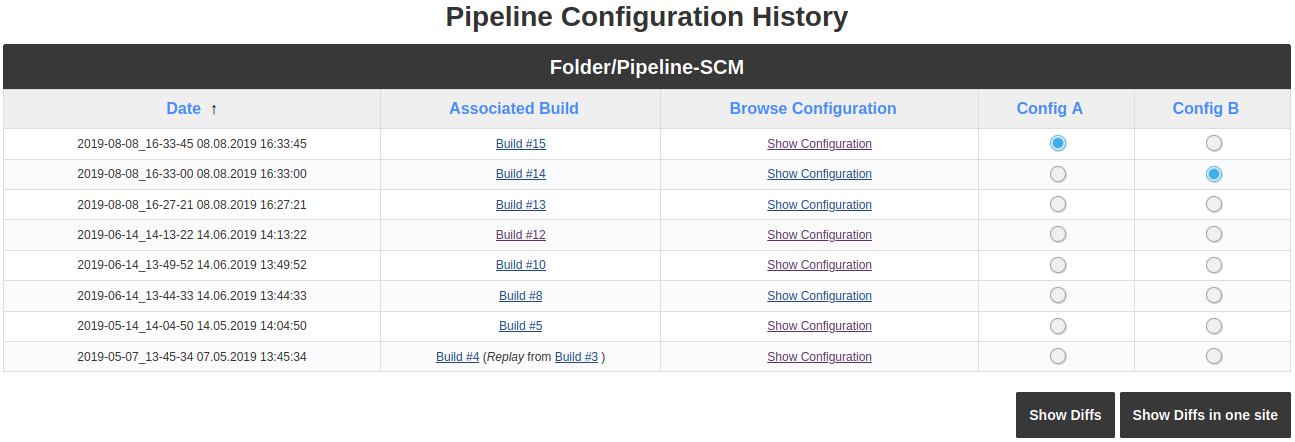 Pipeline Configuration History
Folder/Pipeline-SCM
Date ↑ Associated Build Browse Configuration Config A Config B
2019-08-08_16-33-45 08.08.2019 16:33:45 Build #15 Show Configuration
2019-08-08_16-33-00 08.08.2019 16:33:00 Build #14 Show Configuration
2019-08-08_16-27-21 08.08.2019 16:27:21 Build #13 Show Configuration
2019-06-14_14-13-22 14.06.2019 14:13:22 Build #12 Show Configuration
2019-06-14_13-49-52 14.06.2019 13:49:52 Build #10 Show Configuration
2019-06-14_13-44-33 14.06.2019 13:44:33 Build #8 Show Configuration
2019-05-14_14-04-50 14.05.2019 14:04:50 Build #5 Show Configuration
2019-05-07_13-45-34 07.05.2019 13:45:34 Build #4 (Replay from Build #3 ) Show Configuration
Show Diffs Show Diffs in one site